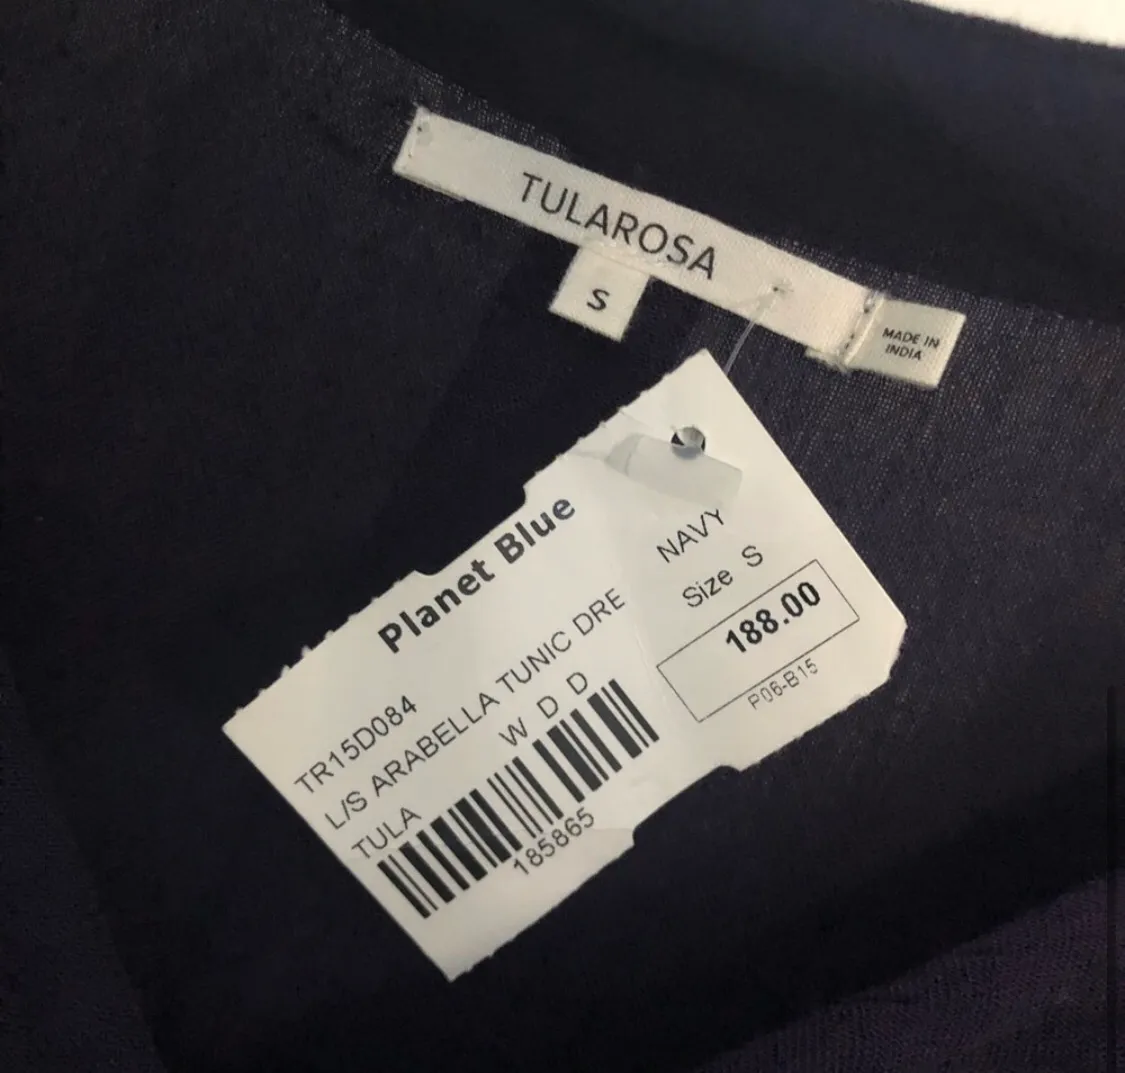 TULAROSA
S
MADE IN
INDIA
Planet Blue
TR15D084
L/S ARABELLA TUNIC DRE
TULA
W D D
185865
NAVY
Size S
188.00
P06-B15